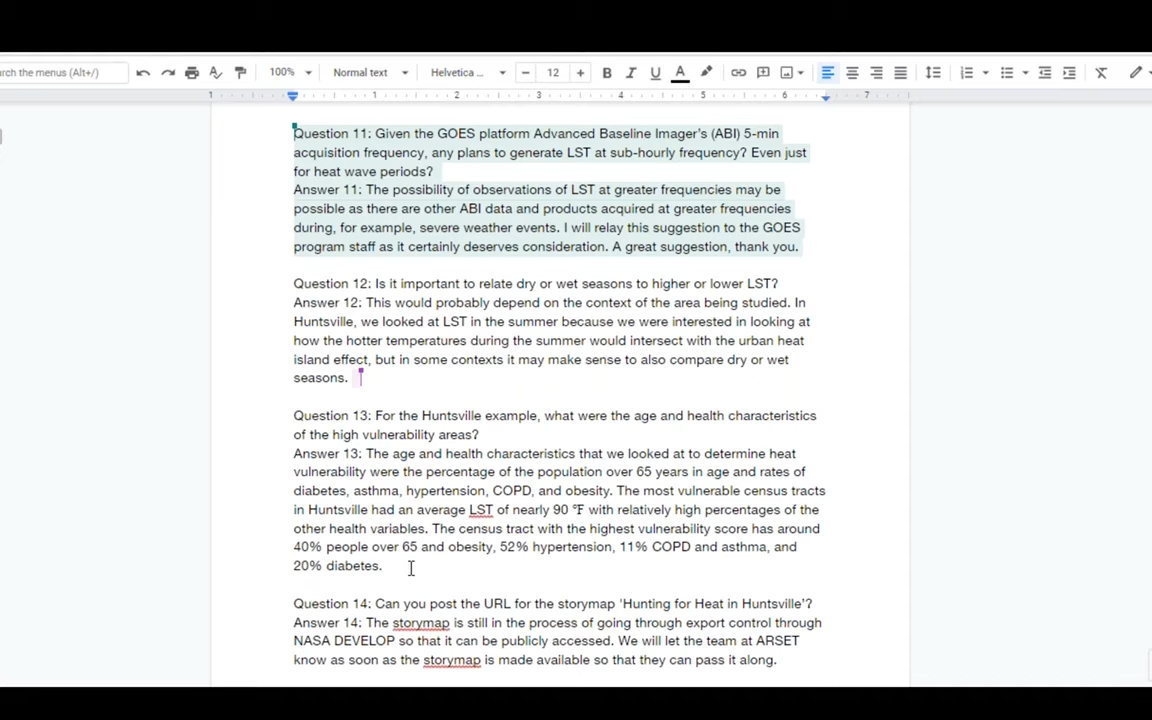 rch the menus (Alt+/)
100%
Normal text
Helvetica ...
− 12 +
B I U A
1 1 2 3 4 5 6 7
Question 11: Given the GOES platform Advanced Baseline Imager's (ABI) 5-min
acquisition frequency, any plans to generate LST at sub-hourly frequency? Even just
for heat wave periods?
Answer 11: The possibility of observations of LST at greater frequencies may be
possible as there are other ABI data and products acquired at greater frequencies
during, for example, severe weather events. I will relay this suggestion to the GOES
program staff as it certainly deserves consideration. A great suggestion, thank you.
Question 12: Is it important to relate dry or wet seasons to higher or lower LST?
Answer 12: This would probably depend on the context of the area being studied. In
Huntsville, we looked at LST in the summer because we were interested in looking at
how the hotter temperatures during the summer would intersect with the urban heat
island effect, but in some contexts it may make sense to also compare dry or wet
seasons.
Question 13: For the Huntsville example, what were the age and health characteristics
of the high vulnerability areas?
Answer 13: The age and health characteristics that we looked at to determine heat
vulnerability were the percentage of the population over 65 years in age and rates of
diabetes, asthma, hypertension, COPD, and obesity. The most vulnerable census tracts
in Huntsville had an average LST of nearly 90 ℉ with relatively high percentages of the
other health variables. The census tract with the highest vulnerability score has around
40% people over 65 and obesity, 52% hypertension, 11% COPD and asthma, and
20% diabetes.
Question 14: Can you post the URL for the storymap 'Hunting for Heat in Huntsville'?
Answer 14: The storymap is still in the process of going through export control through
NASA DEVELOP so that it can be publicly accessed. We will let the team at ARSET
know as soon as the storymap is made available so that they can pass it along.